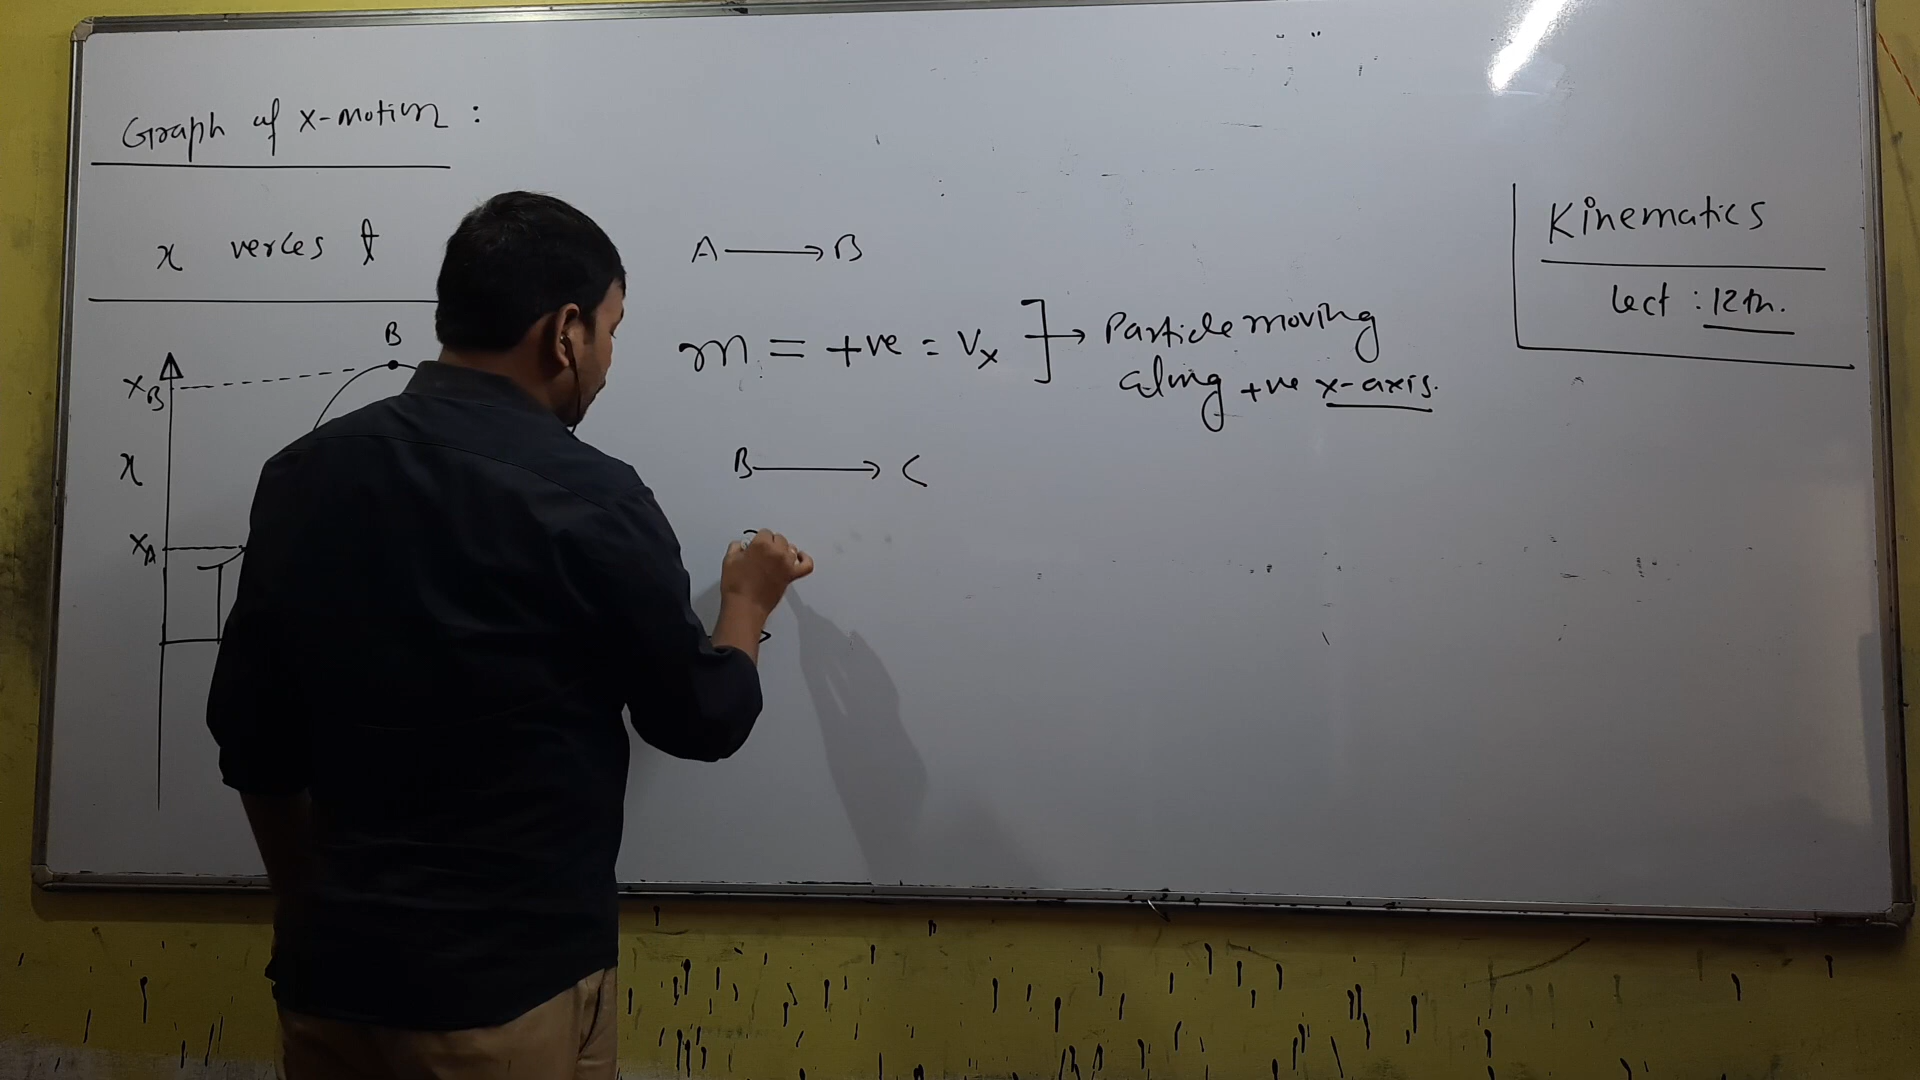 Graph of x-motion :
x verces t
B
xB
x
xA
A → B
m = +ve = Vx ] → Particle moving
along +ve x-axis.
B → C
Kinematics
Lect : 12th.